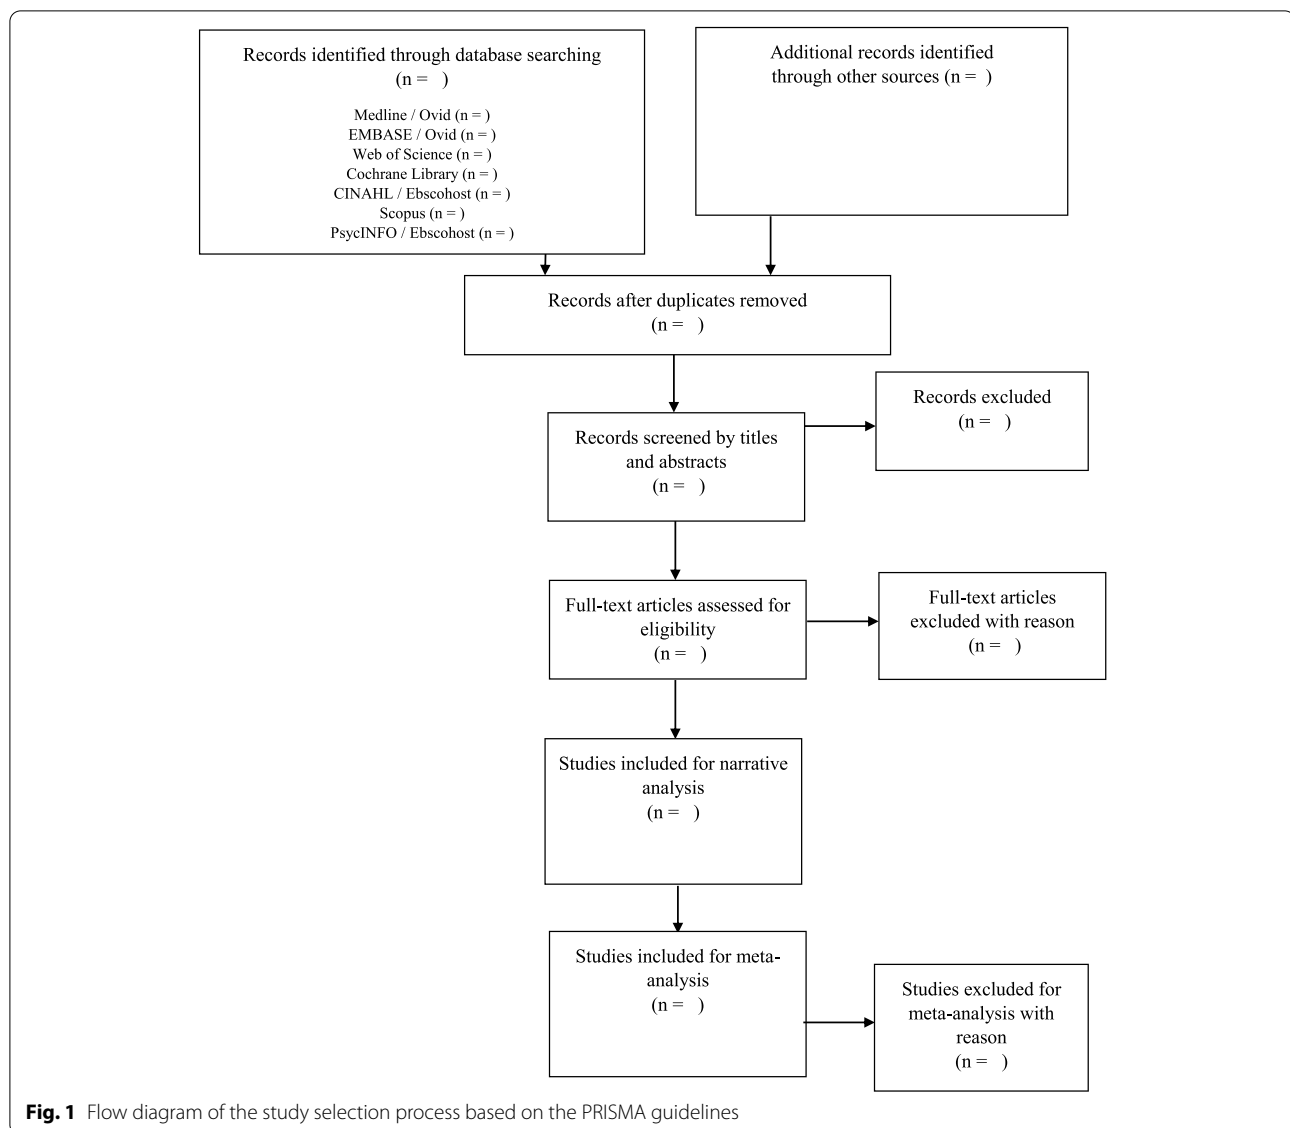 Records identified through database searching
(n =   )
Medline / Ovid (n = )
EMBASE / Ovid (n = )
Web of Science (n = )
Cochrane Library (n = )
CINAHL / Ebscohost (n = )
Scopus (n = )
PsycINFO / Ebscohost (n = )
Additional records identified
through other sources (n =  )
Records after duplicates removed
(n =   )
Records excluded
(n =   )
Records screened by titles
and abstracts
(n =   )
Full-text articles assessed for
eligibility
(n =   )
Full-text articles
excluded with reason
(n =   )
Studies included for narrative
analysis
(n =   )
Studies included for meta-
analysis
(n =   )
Studies excluded for
meta-analysis with
reason
(n =   )
Fig. 1 Flow diagram of the study selection process based on the PRISMA guidelines